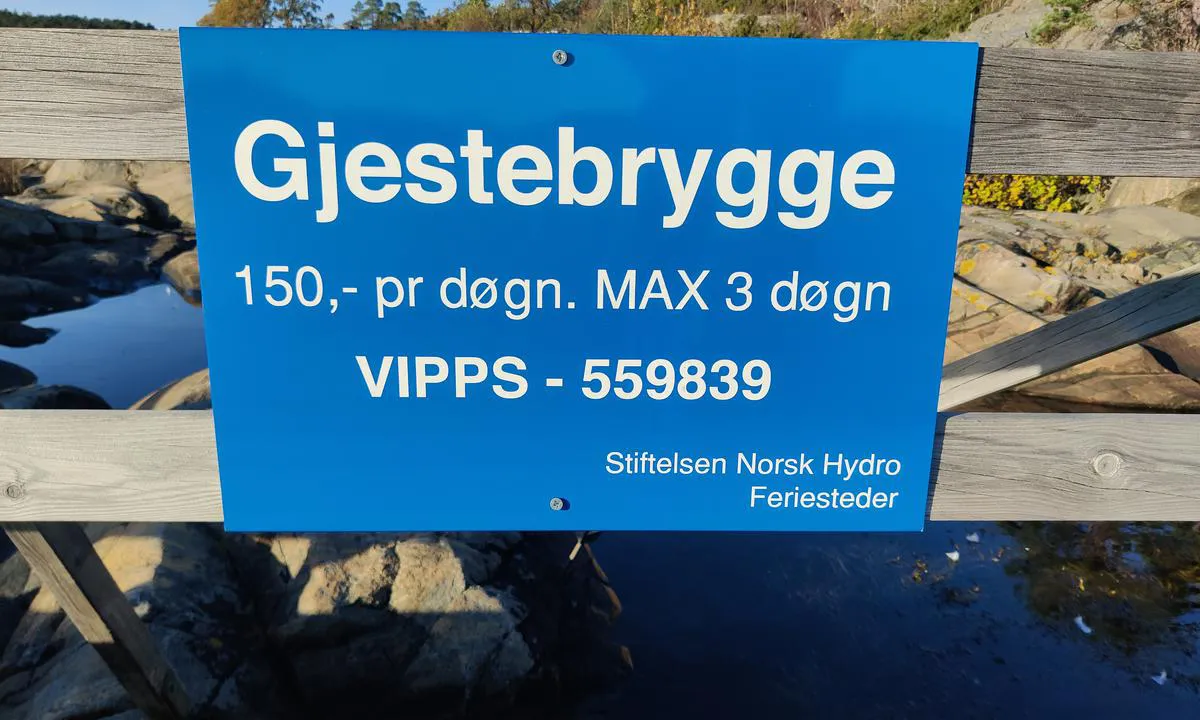 Gjestebrygge
150,- pr døgn. MAX 3 døgn
VIPPS - 559839
Stiftelsen Norsk Hydro
Feriesteder